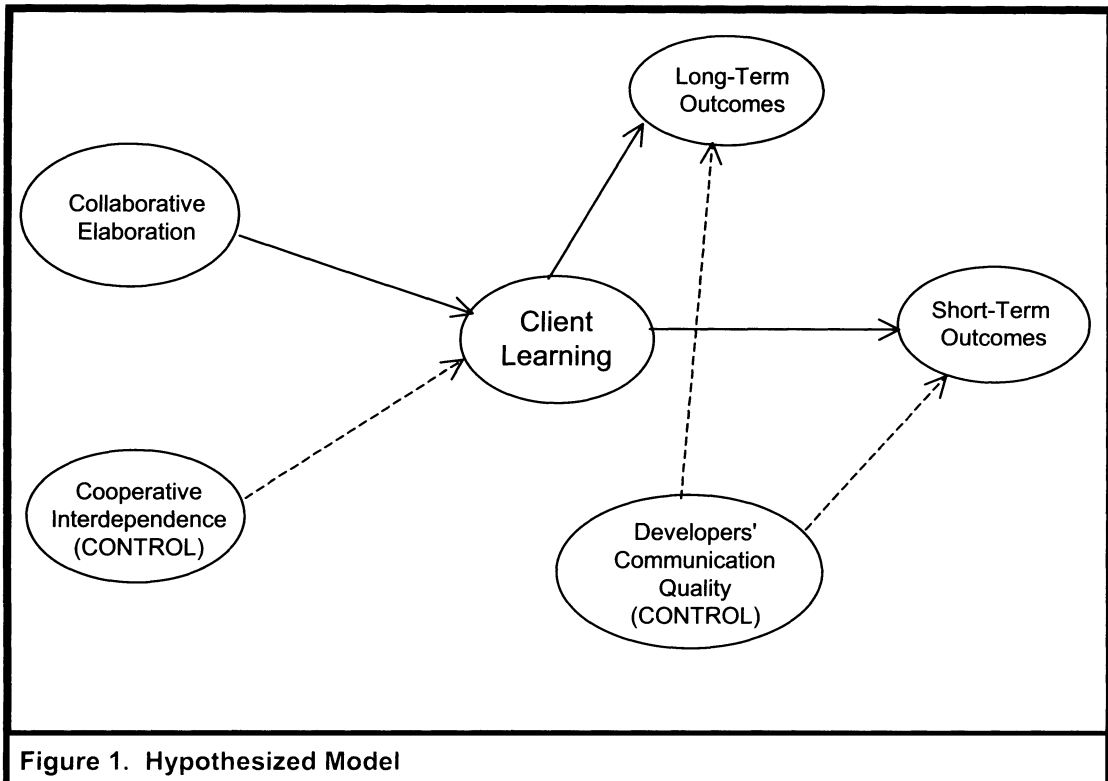 Long-Term
Outcomes
Collaborative
Elaboration
Client
Learning
Short-Term
Outcomes
Cooperative
Interdependence
(CONTROL)
Developers'
Communication
Quality
(CONTROL)
Figure 1. Hypothesized Model